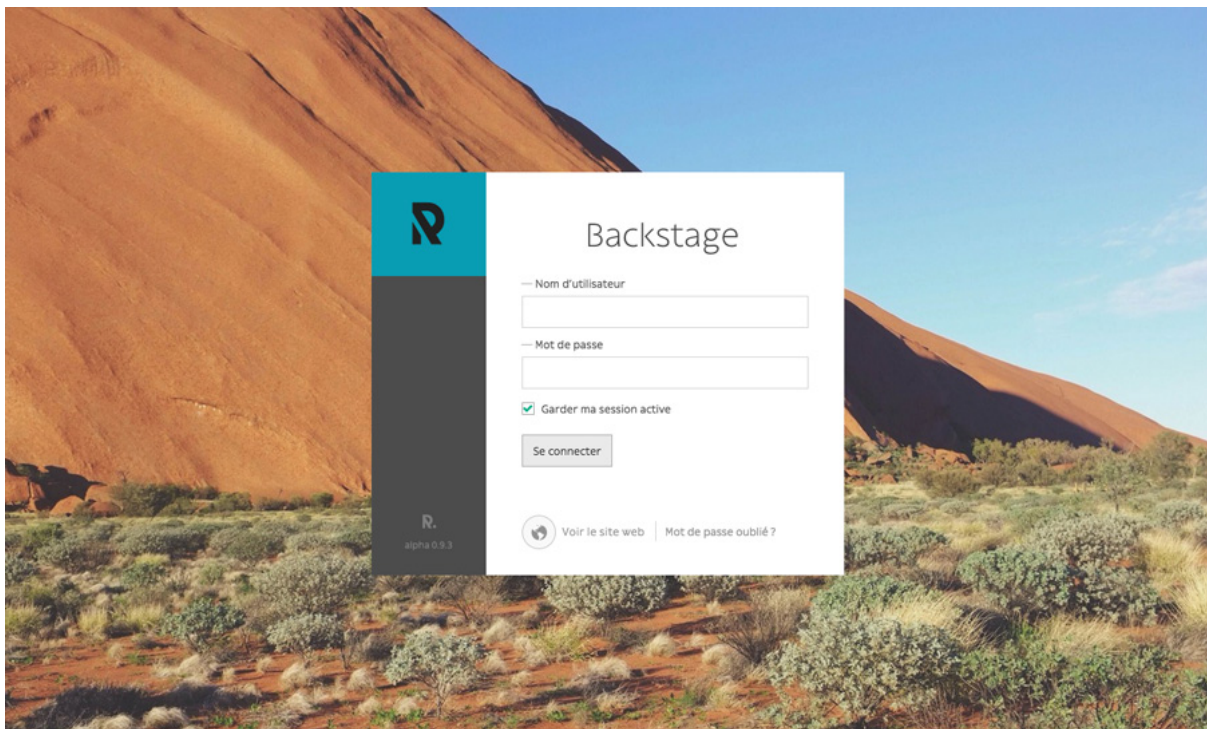 R
Backstage
Nom d'utilisateur
Mot de passe
Garder ma session active
Se connecter
R.
alpha 0.9.3
Voir le site web
Mot de passe oublié ?